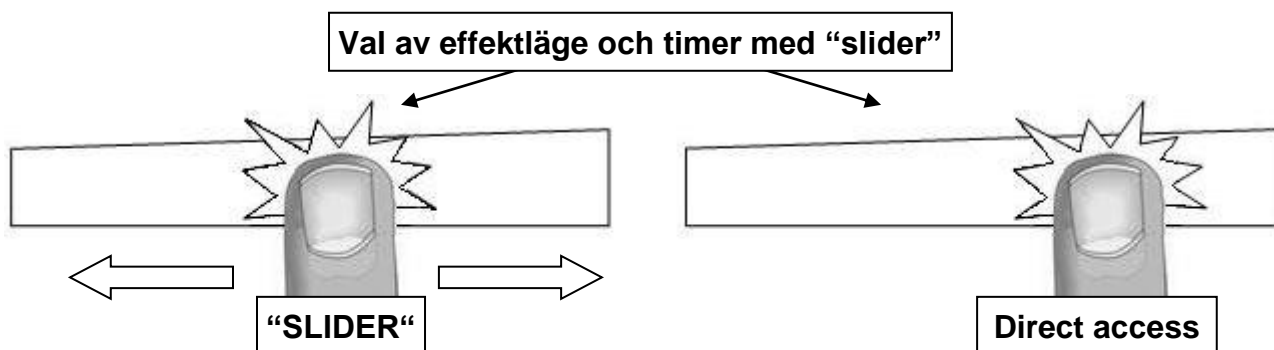 Val av effektläge och timer med “slider”
“SLIDER“
Direct access